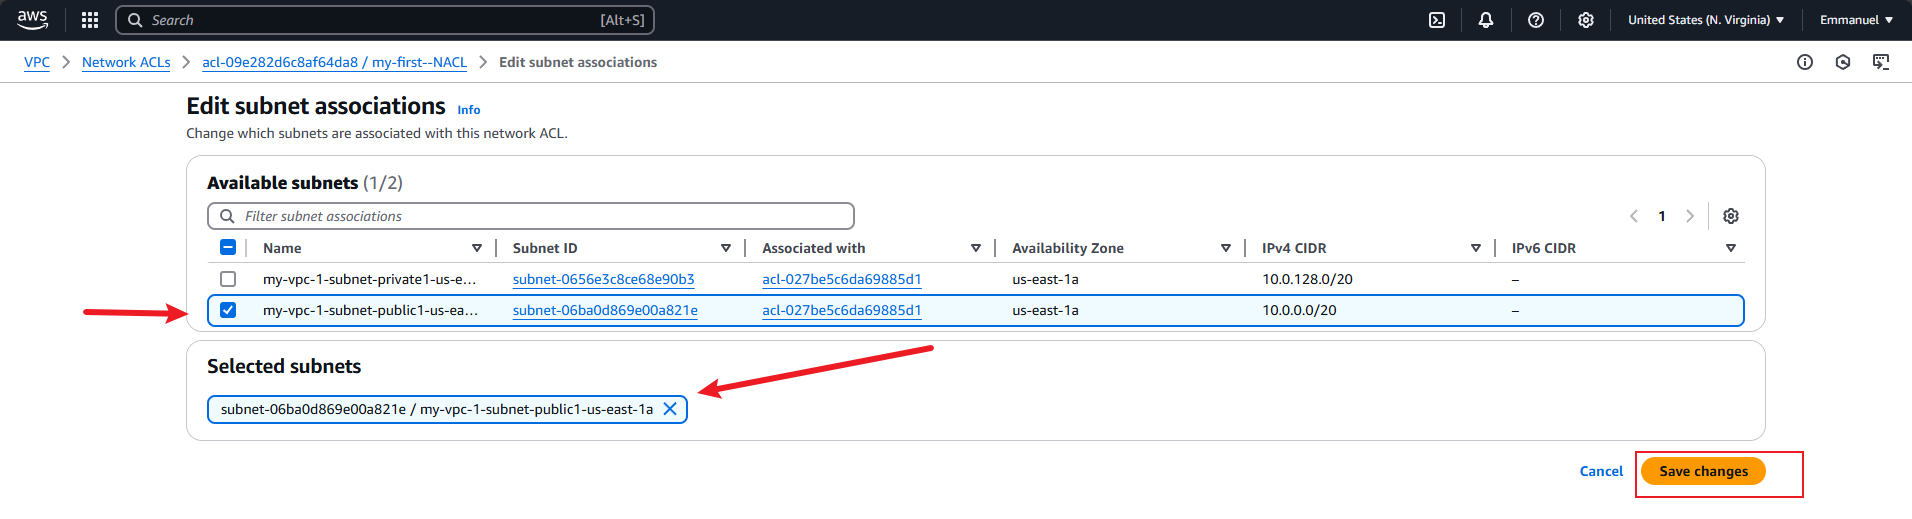 aws Search [Alt+S] United States (N. Virginia) ▼ Emmanuel ▼
VPC > Network ACLs > acl-09e282d6c8af64da8 / my-first--NACL > Edit subnet associations
Edit subnet associations Info
Change which subnets are associated with this network ACL.
Available subnets (1/2)
Filter subnet associations 1
Name Subnet ID Associated with Availability Zone IPv4 CIDR IPv6 CIDR
my-vpc-1-subnet-private1-us-e... subnet-0656e3c8ce68e90b3 acl-027be5c6da69885d1 us-east-1a 10.0.128.0/20 –
my-vpc-1-subnet-public1-us-ea... subnet-06ba0d869e00a821e acl-027be5c6da69885d1 us-east-1a 10.0.0.0/20 –
Selected subnets
subnet-06ba0d869e00a821e / my-vpc-1-subnet-public1-us-east-1a
Cancel Save changes